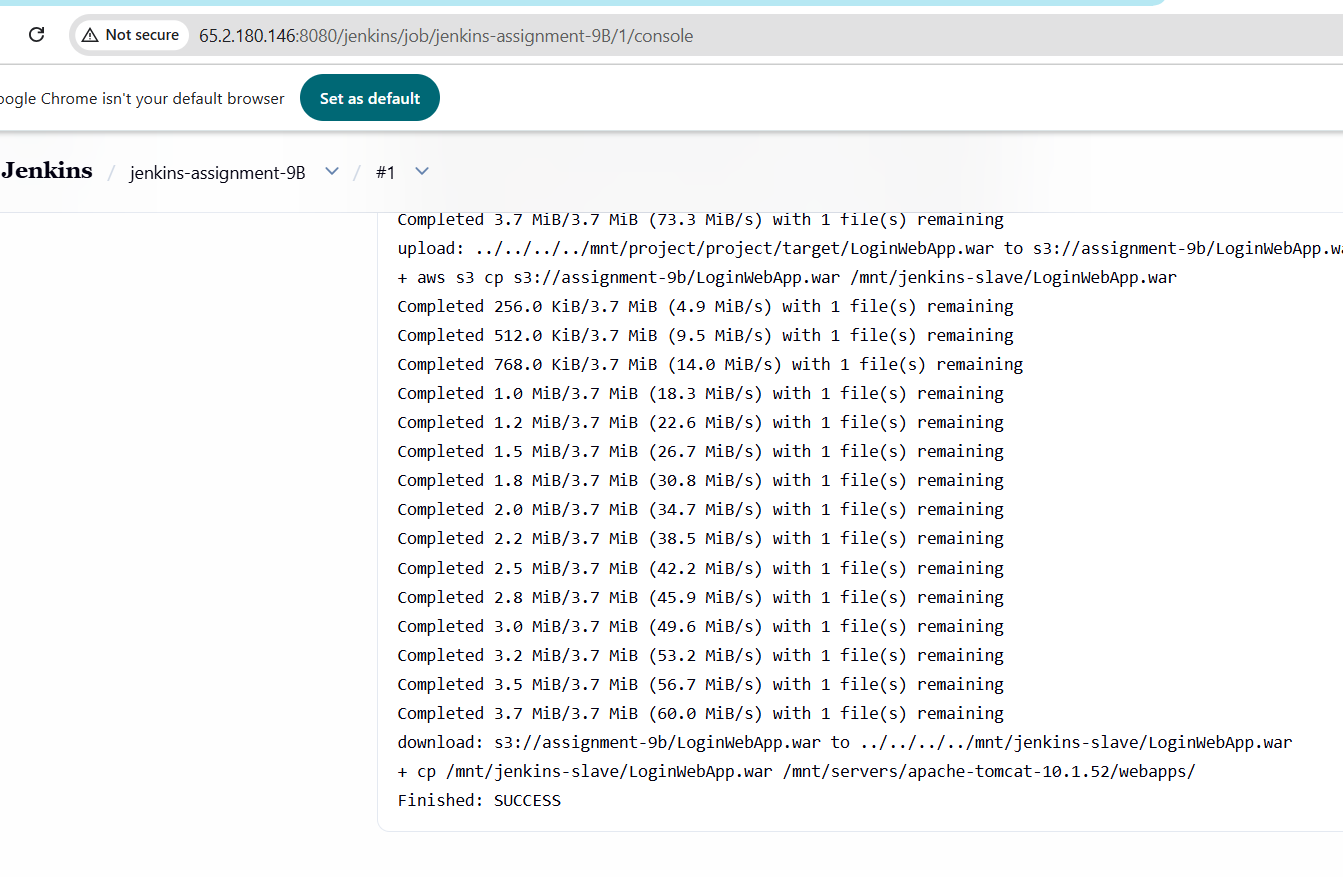 Not secure 65.2.180.146:8080/jenkins/job/jenkins-assignment-9B/1/console
Chrome isn't your default browser Set as default
Jenkins / jenkins-assignment-9B / #1
Completed 3.7 MiB/3.7 MiB (73.3 MiB/s) with 1 file(s) remaining
upload: ../../../../mnt/project/project/target/LoginWebApp.war to s3://assignment-9b/LoginWebApp.wa
+ aws s3 cp s3://assignment-9b/LoginWebApp.war /mnt/jenkins-slave/LoginWebApp.war
Completed 256.0 KiB/3.7 MiB (4.9 MiB/s) with 1 file(s) remaining
Completed 512.0 KiB/3.7 MiB (9.5 MiB/s) with 1 file(s) remaining
Completed 768.0 KiB/3.7 MiB (14.0 MiB/s) with 1 file(s) remaining
Completed 1.0 MiB/3.7 MiB (18.3 MiB/s) with 1 file(s) remaining
Completed 1.2 MiB/3.7 MiB (22.6 MiB/s) with 1 file(s) remaining
Completed 1.5 MiB/3.7 MiB (26.7 MiB/s) with 1 file(s) remaining
Completed 1.8 MiB/3.7 MiB (30.8 MiB/s) with 1 file(s) remaining
Completed 2.0 MiB/3.7 MiB (34.7 MiB/s) with 1 file(s) remaining
Completed 2.2 MiB/3.7 MiB (38.5 MiB/s) with 1 file(s) remaining
Completed 2.5 MiB/3.7 MiB (42.2 MiB/s) with 1 file(s) remaining
Completed 2.8 MiB/3.7 MiB (45.9 MiB/s) with 1 file(s) remaining
Completed 3.0 MiB/3.7 MiB (49.6 MiB/s) with 1 file(s) remaining
Completed 3.2 MiB/3.7 MiB (53.2 MiB/s) with 1 file(s) remaining
Completed 3.5 MiB/3.7 MiB (56.7 MiB/s) with 1 file(s) remaining
Completed 3.7 MiB/3.7 MiB (60.0 MiB/s) with 1 file(s) remaining
download: s3://assignment-9b/LoginWebApp.war to ../../../../mnt/jenkins-slave/LoginWebApp.war
+ cp /mnt/jenkins-slave/LoginWebApp.war /mnt/servers/apache-tomcat-10.1.52/webapps/
Finished: SUCCESS